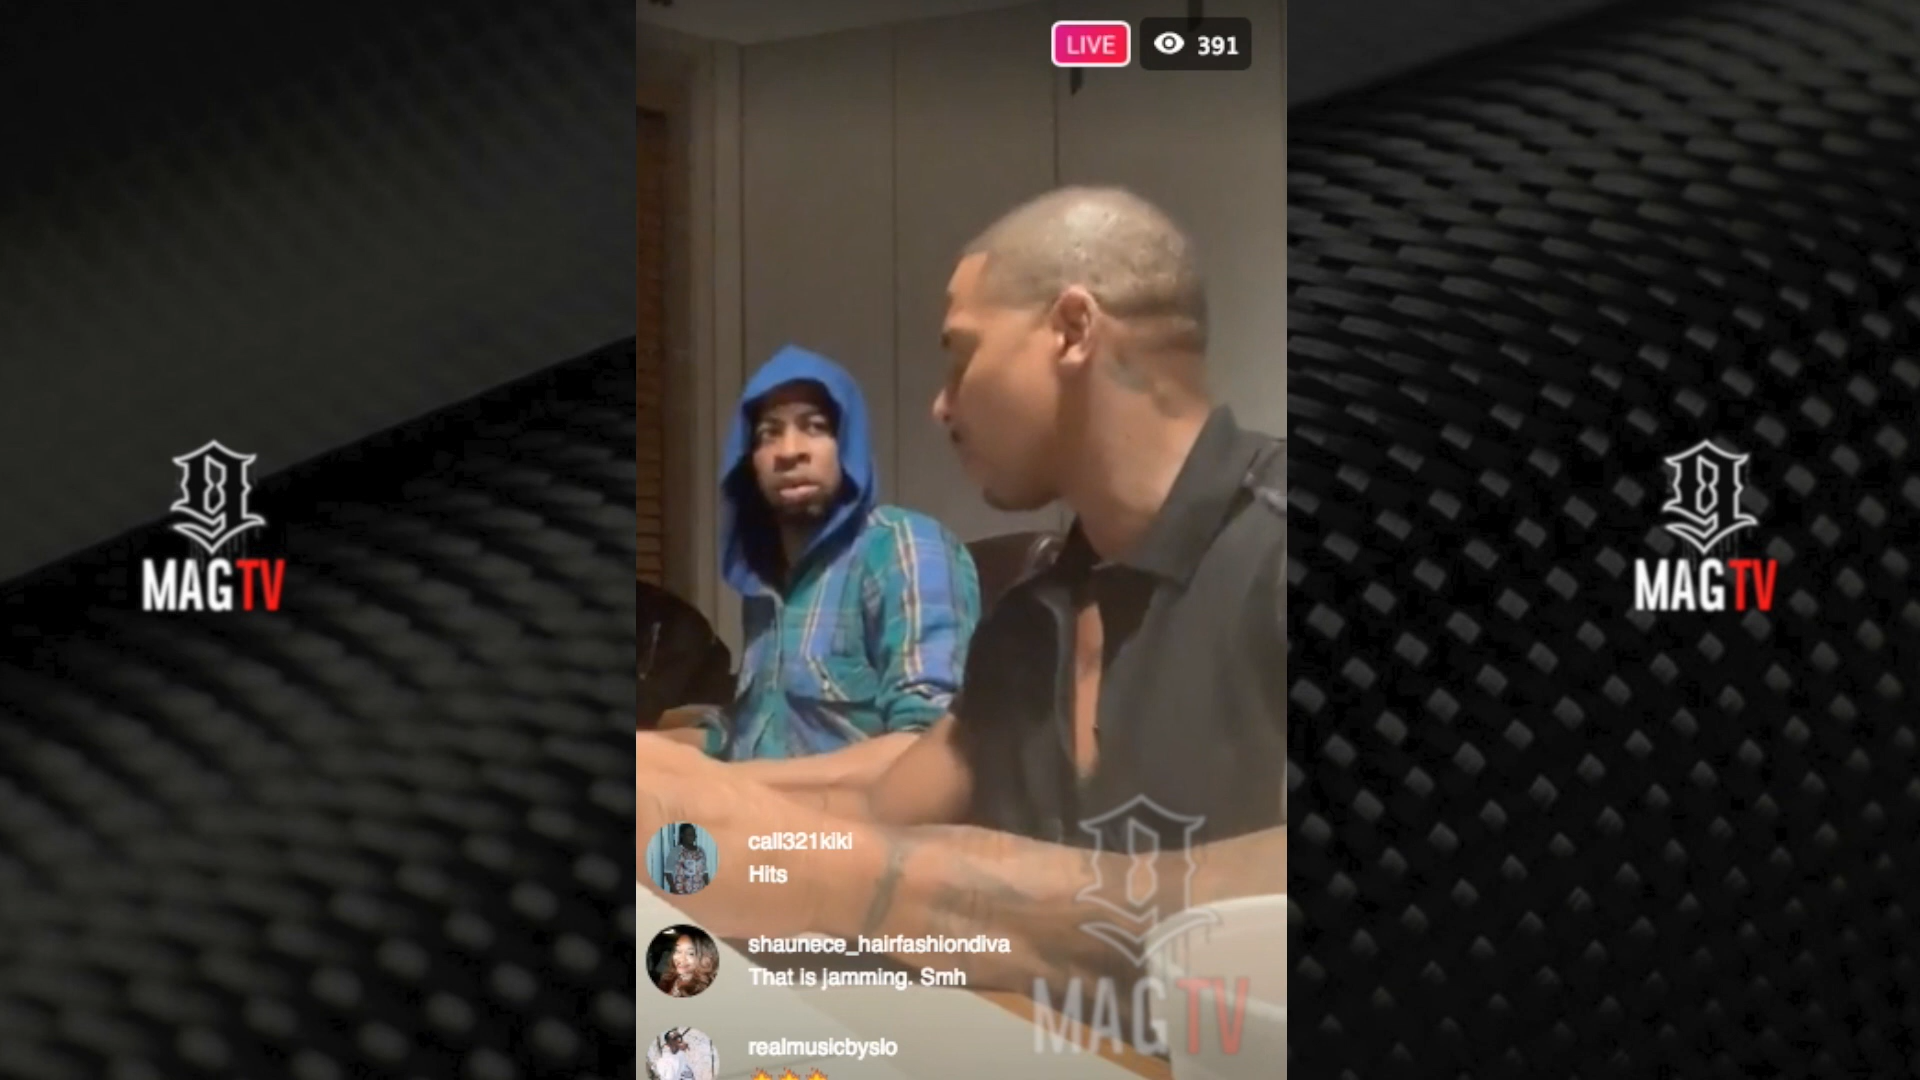 LIVE
391
MAGTV
MAGTV
call321kiki
Hits
shaunece_hairfashiondiva
That is jamming. Smh
realmusicbyslo
MAGTV